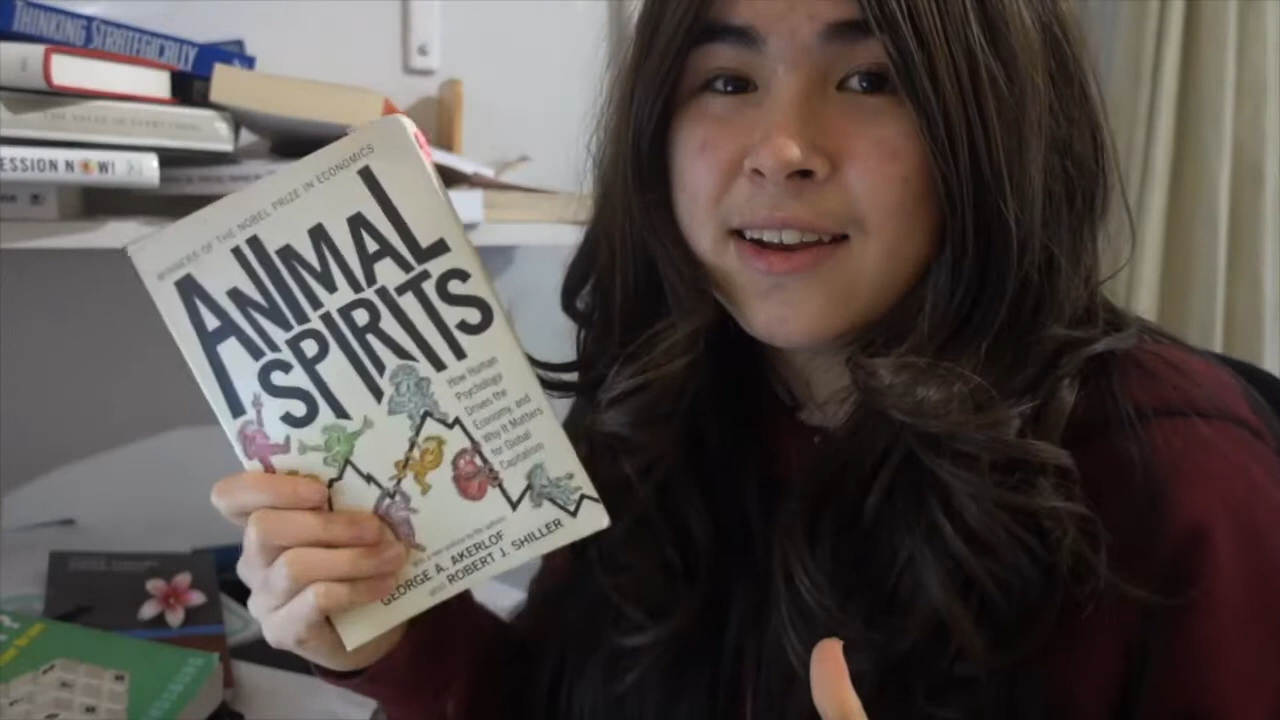 THINKING STRATEGICALLY
ESSION NOW!
WINNERS OF THE NOBEL PRIZE IN ECONOMICS
ANIMAL
SPIRITS
How Human
Psychology
Drives the
Economy, and
Why It Matters
for Global
Capitalism
GEORGE A. AKERLOF
and ROBERT J. SHILLER